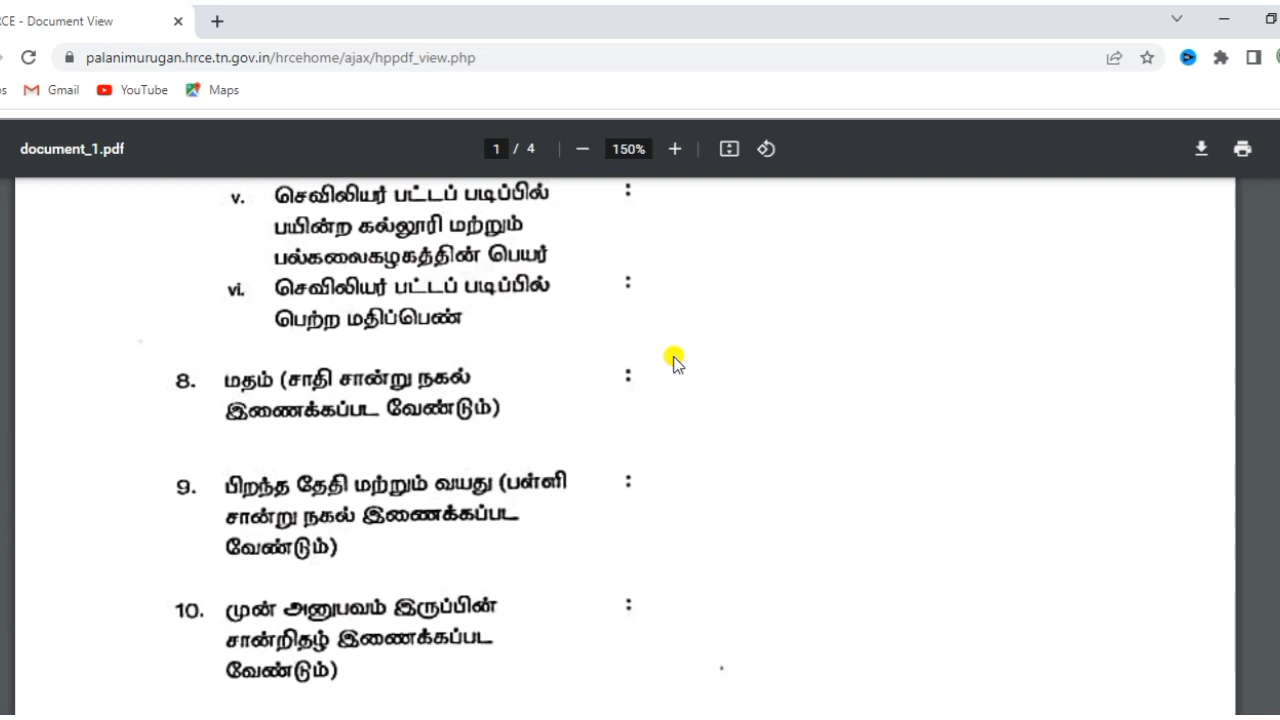 CE - Document View
palanimurugan.hrce.tn.gov.in/hrcehome/ajax/hppdf_view.php
Gmail YouTube Maps
document_1.pdf 1 / 4 150%
v. செவிலியர் பட்டப் படிப்பில் :
பயின்ற கல்லூரி மற்றும்
பல்கலைகழகத்தின் பெயர்
vi. செவிலியர் பட்டப் படிப்பில் :
பெற்ற மதிப்பெண்
8. மதம் (சாதி சான்று நகல் :
இணைக்கப்பட வேண்டும்)
9. பிறந்த தேதி மற்றும் வயது (பள்ளி :
சான்று நகல் இணைக்கப்பட
வேண்டும்)
10. முன் அனுபவம் இருப்பின் :
சான்றிதழ் இணைக்கப்பட
வேண்டும்)